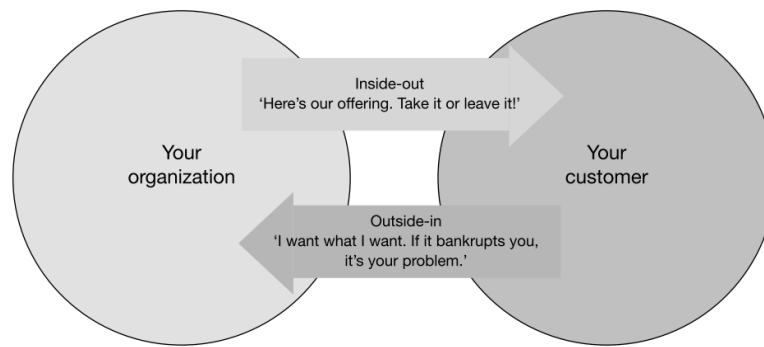 Inside-out
‘Here’s our offering. Take it or leave it!’
Your
organization
Your
customer
Outside-in
‘I want what I want. If it bankrupts you,
it’s your problem.’